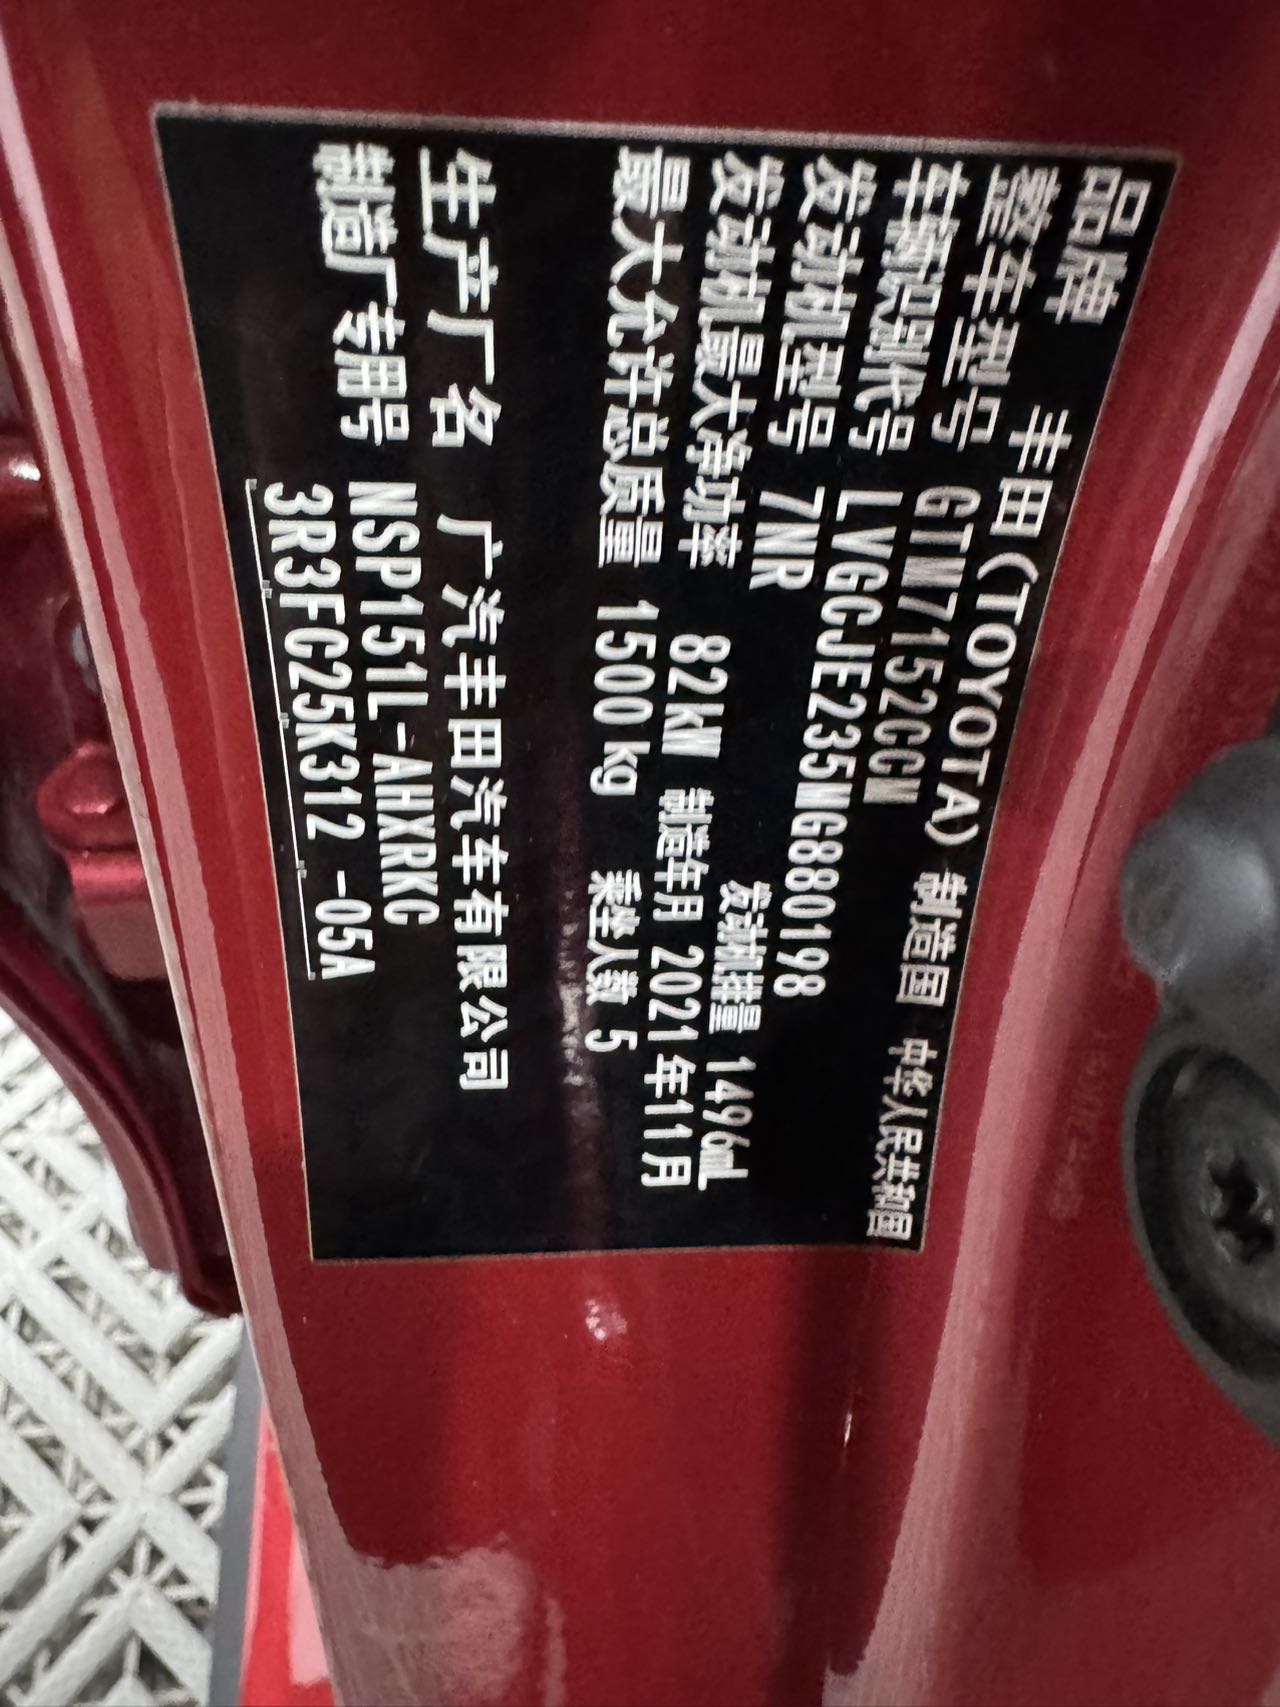 品牌 丰田(TOYOTA) 制造国 中华人民共和国
整车型号 GTM7152CCM
车辆识别代号 LVGCJE235MG880198
发动机型号 7NR 发动机排量 1496mL
发动机最大净功率 82kW 制造年月 2021年11月
最大允许总质量 1500kg 乘坐人数 5
生产厂名 广汽丰田汽车有限公司
制造厂专用号 NSP151L-AHXRKC
3R3FC25K312 -05A